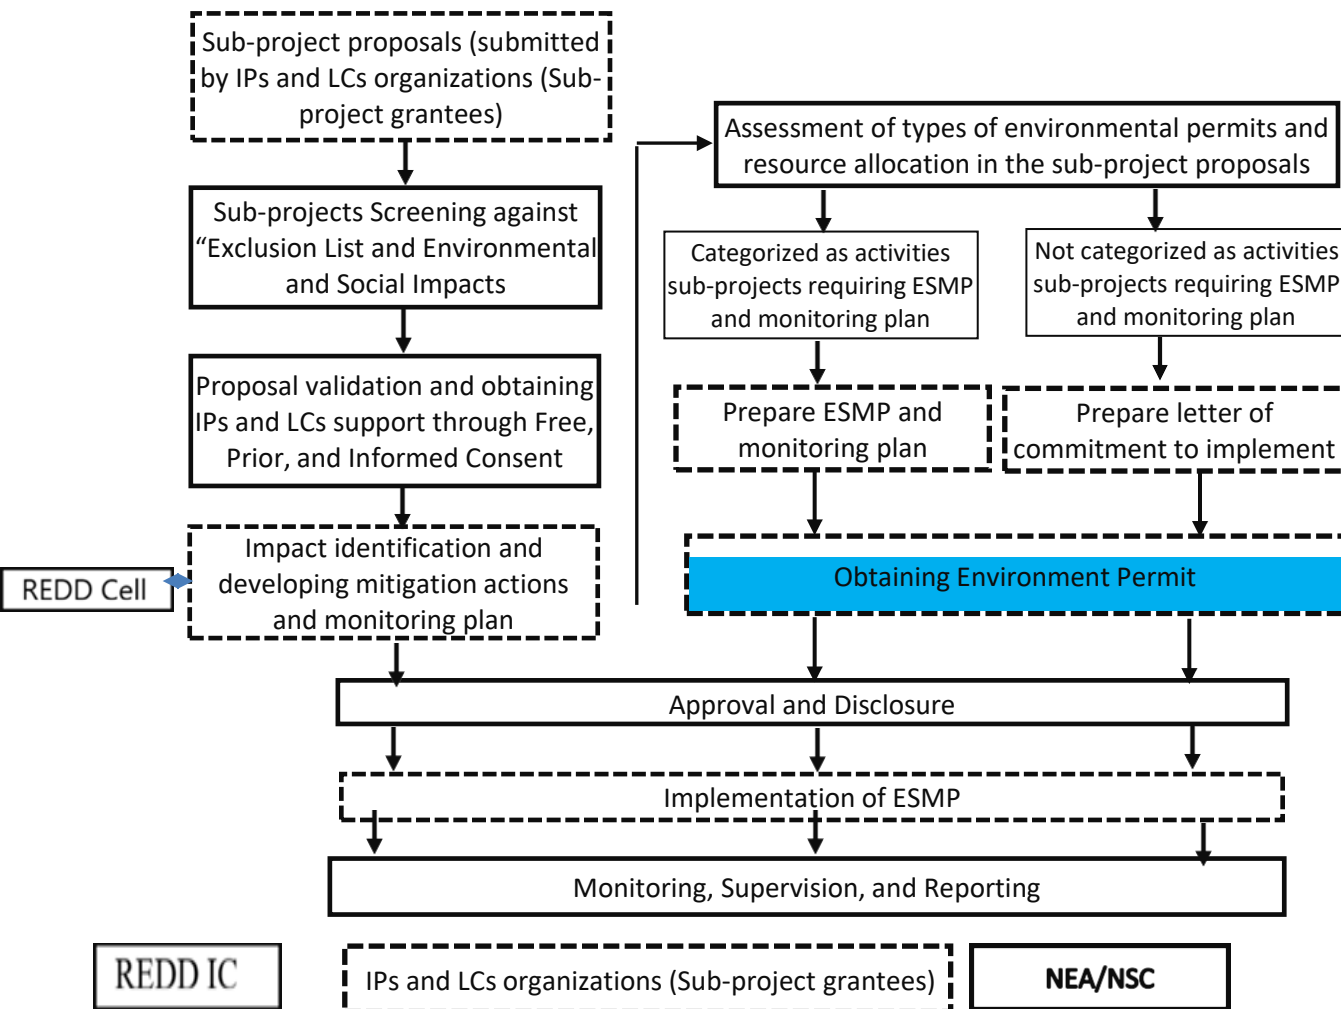 Sub-project proposals (submitted
by IPs and LCs organizations (Sub-
project grantees)
Sub-projects Screening against
“Exclusion List and Environmental
and Social Impacts
Proposal validation and obtaining
IPs and LCs support through Free,
Prior, and Informed Consent
Impact identification and
developing mitigation actions
and monitoring plan
REDD Cell
Assessment of types of environmental permits and
resource allocation in the sub-project proposals
Categorized as activities
sub-projects requiring ESMP
and monitoring plan
Not categorized as activities
sub-projects requiring ESMP
and monitoring plan
Prepare ESMP and
monitoring plan
Prepare letter of
commitment to implement
Obtaining Environment Permit
Approval and Disclosure
Implementation of ESMP
Monitoring, Supervision, and Reporting
REDD IC
IPs and LCs organizations (Sub-project grantees)
NEA/NSC